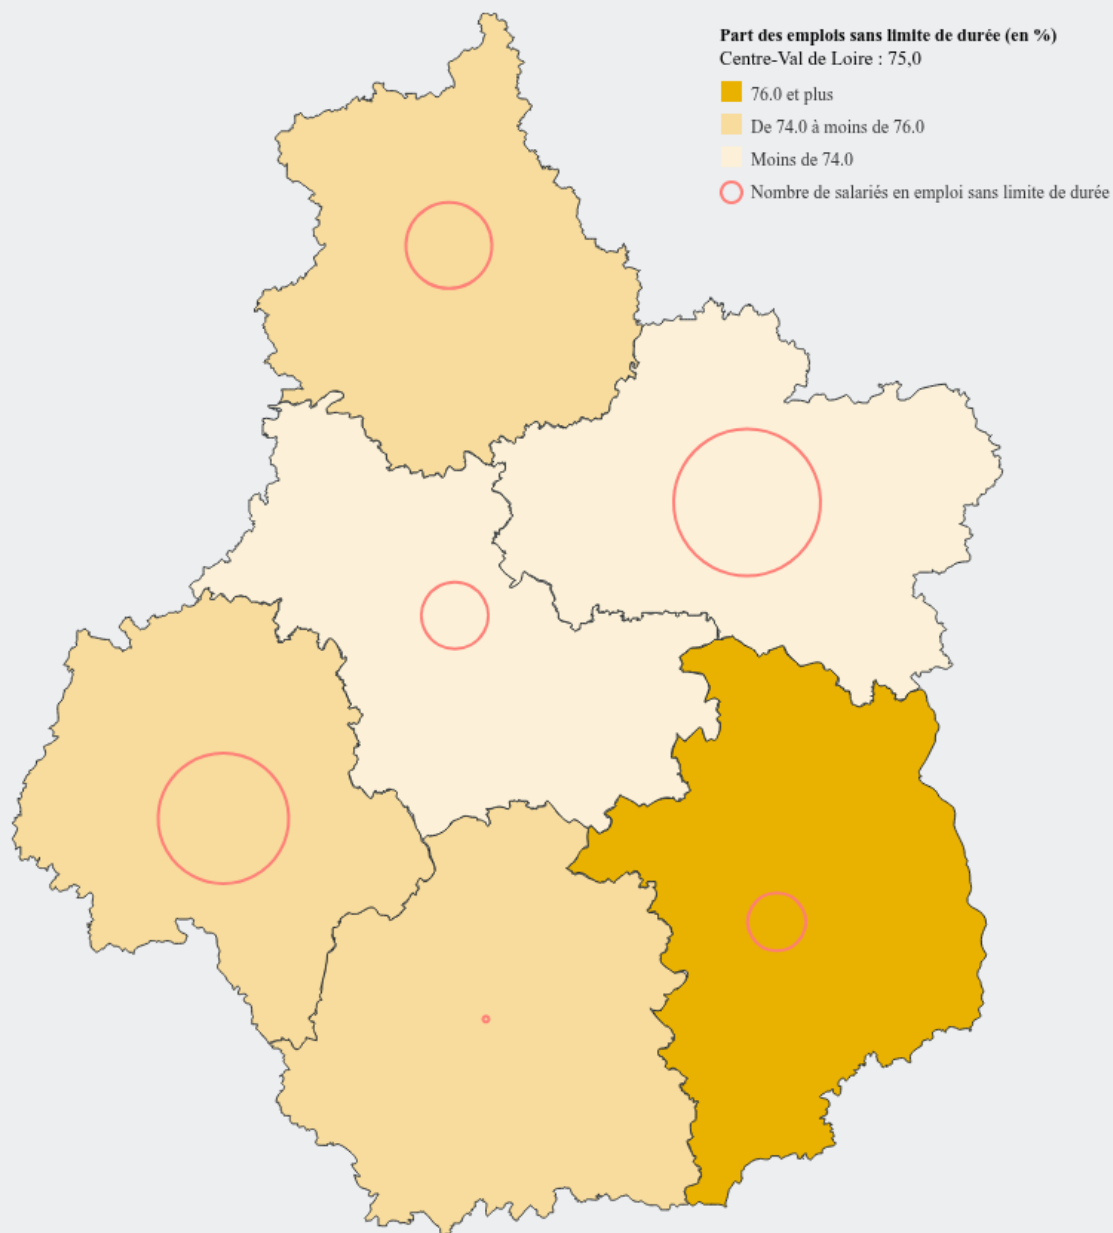 Part des emplois sans limite de durée (en %)
Centre-Val de Loire : 75,0
76.0 et plus
De 74.0 à moins de 76.0
Moins de 74.0
Nombre de salariés en emploi sans limite de durée